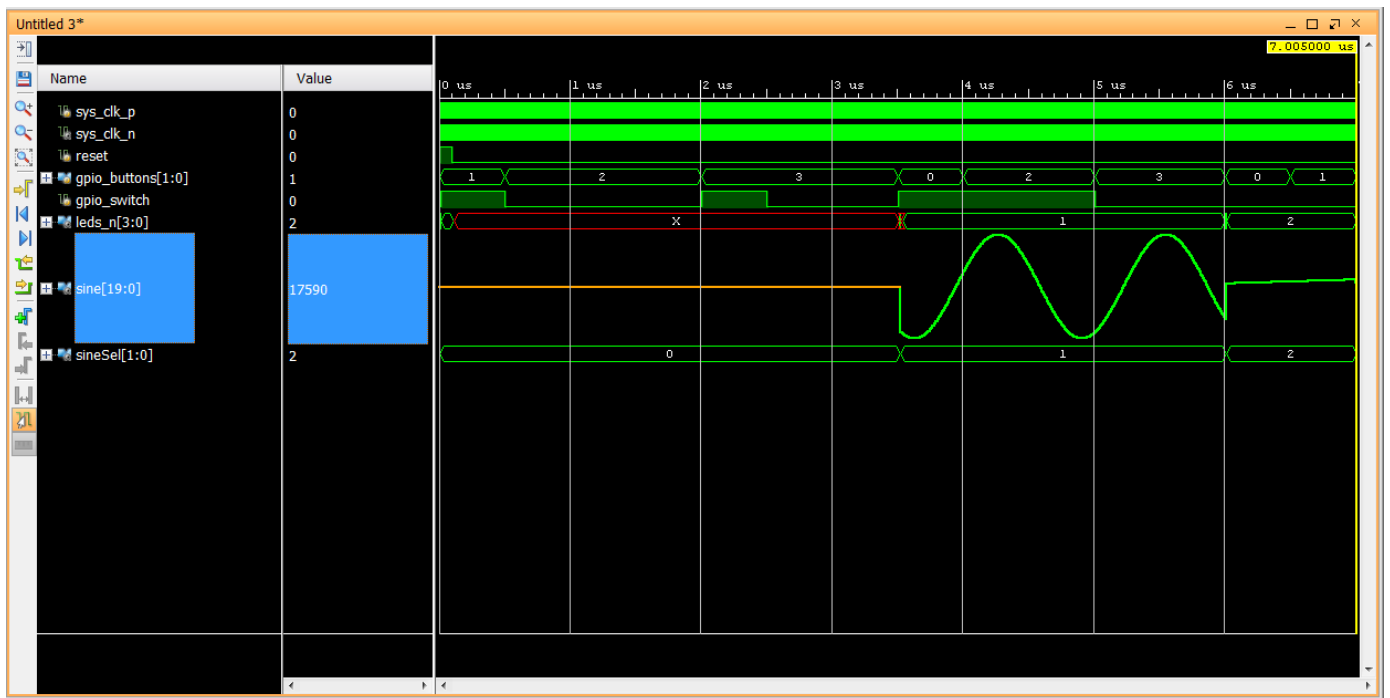 Untitled 3*
7.005000 us
Name Value
0 us 1 us 2 us 3 us 4 us 5 us 6 us
sys_clk_p 0
sys_clk_n 0
reset 0
gpio_buttons[1:0] 1 1 2 3 0 2 3 0 1
gpio_switch 0
leds_n[3:0] 2 X 1 2
sine[19:0] 17590
sineSel[1:0] 2 0 1 2